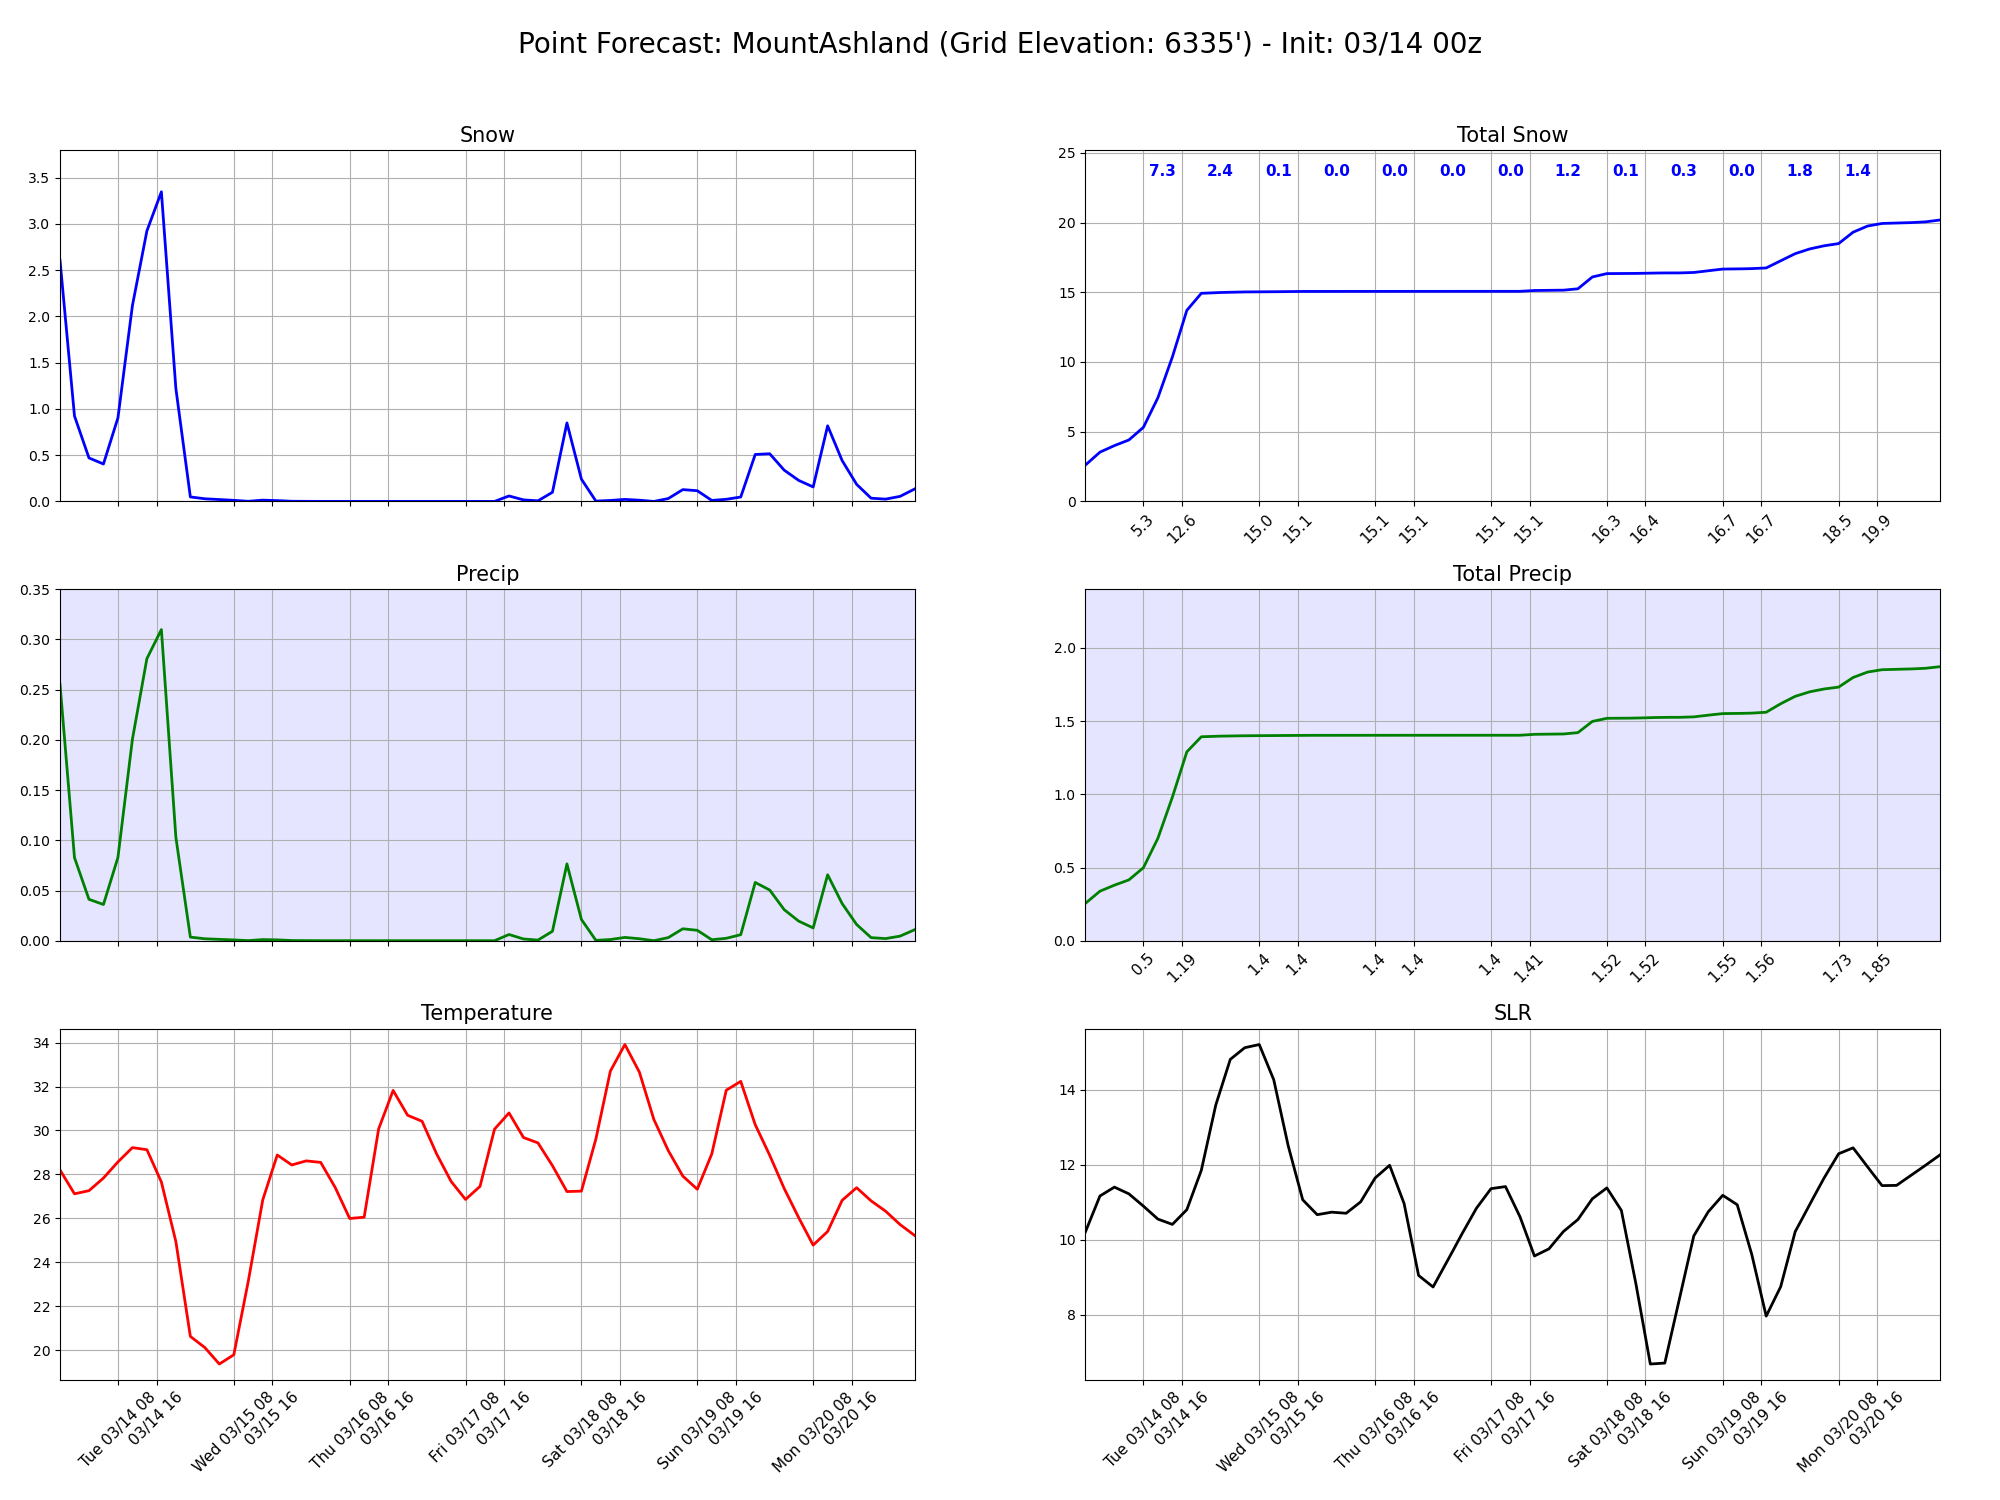 Point Forecast: MountAshland (Grid Elevation: 6335') - Init: 03/14 00z
Snow
3.5
3.0
2.5
2.0
1.5
1.0
0.5
0.0
Total Snow
25
20
15
10
5
0
7.3 2.4 0.1 0.0 0.0 0.0 0.0 1.2 0.1 0.3 0.0 1.8 1.4
5.3 12.6 15.0 15.1 15.1 15.1 15.1 15.1 16.3 16.4 16.7 16.7 18.5 19.9
Precip
0.35
0.30
0.25
0.20
0.15
0.10
0.05
0.00
Total Precip
2.0
1.5
1.0
0.5
0.0
0.5 1.19 1.4 1.4 1.4 1.4 1.4 1.41 1.52 1.52 1.55 1.56 1.73 1.85
Temperature
34
32
30
28
26
24
22
20
Tue 03/14 08
03/14 16
Wed 03/15 08
03/15 16
Thu 03/16 08
03/16 16
Fri 03/17 08
03/17 16
Sat 03/18 08
03/18 16
Sun 03/19 08
03/19 16
Mon 03/20 08
03/20 16
SLR
14
12
10
8
Tue 03/14 08
03/14 16
Wed 03/15 08
03/15 16
Thu 03/16 08
03/16 16
Fri 03/17 08
03/17 16
Sat 03/18 08
03/18 16
Sun 03/19 08
03/19 16
Mon 03/20 08
03/20 16